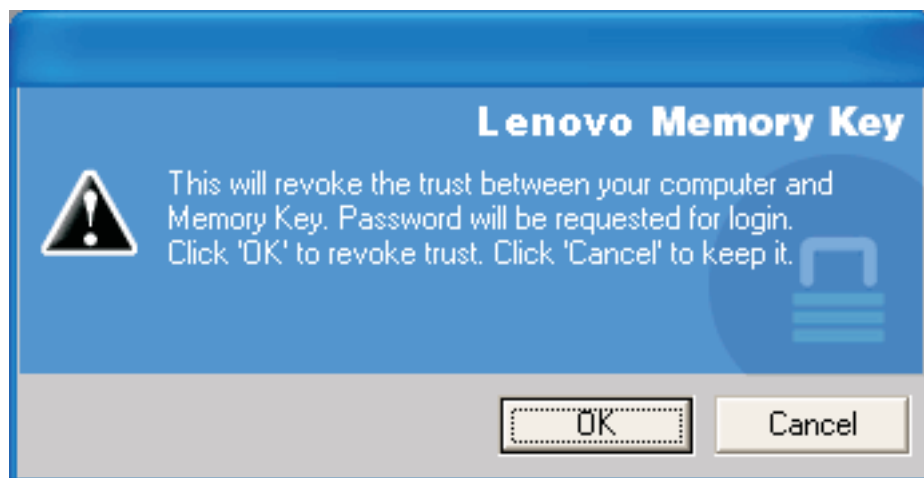 Lenovo Memory Key
This will revoke the trust between your computer and
Memory Key. Password will be requested for login.
Click 'OK' to revoke trust. Click 'Cancel' to keep it.
OK
Cancel